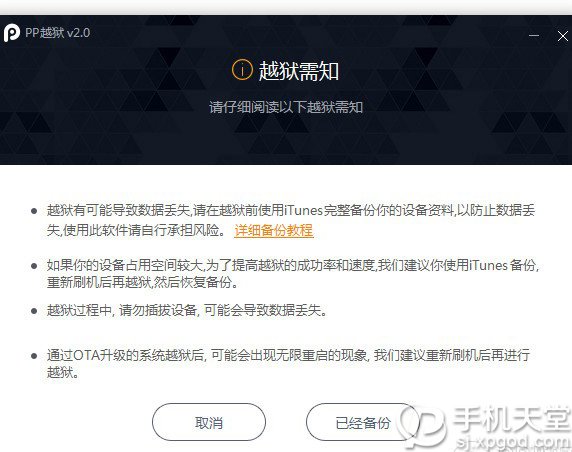 PP越狱 v2.0
越狱需知
请仔细阅读以下越狱需知
越狱有可能导致数据丢失,请在越狱前使用iTunes完整备份你的设备资料,以防止数据丢
失,使用此软件请自行承担风险。 详细备份教程
如果你的设备占用空间较大,为了提高越狱的成功率和速度,我们建议你使用iTunes 备份,
重新刷机后再越狱,然后恢复备份。
越狱过程中, 请勿插拔设备, 可能会导致数据丢失。
通过OTA升级的系统越狱后, 可能会出现无限重启的现象, 我们建议重新刷机后再进行
越狱。
取消
已经备份
手机天堂
sj.xpgod.com